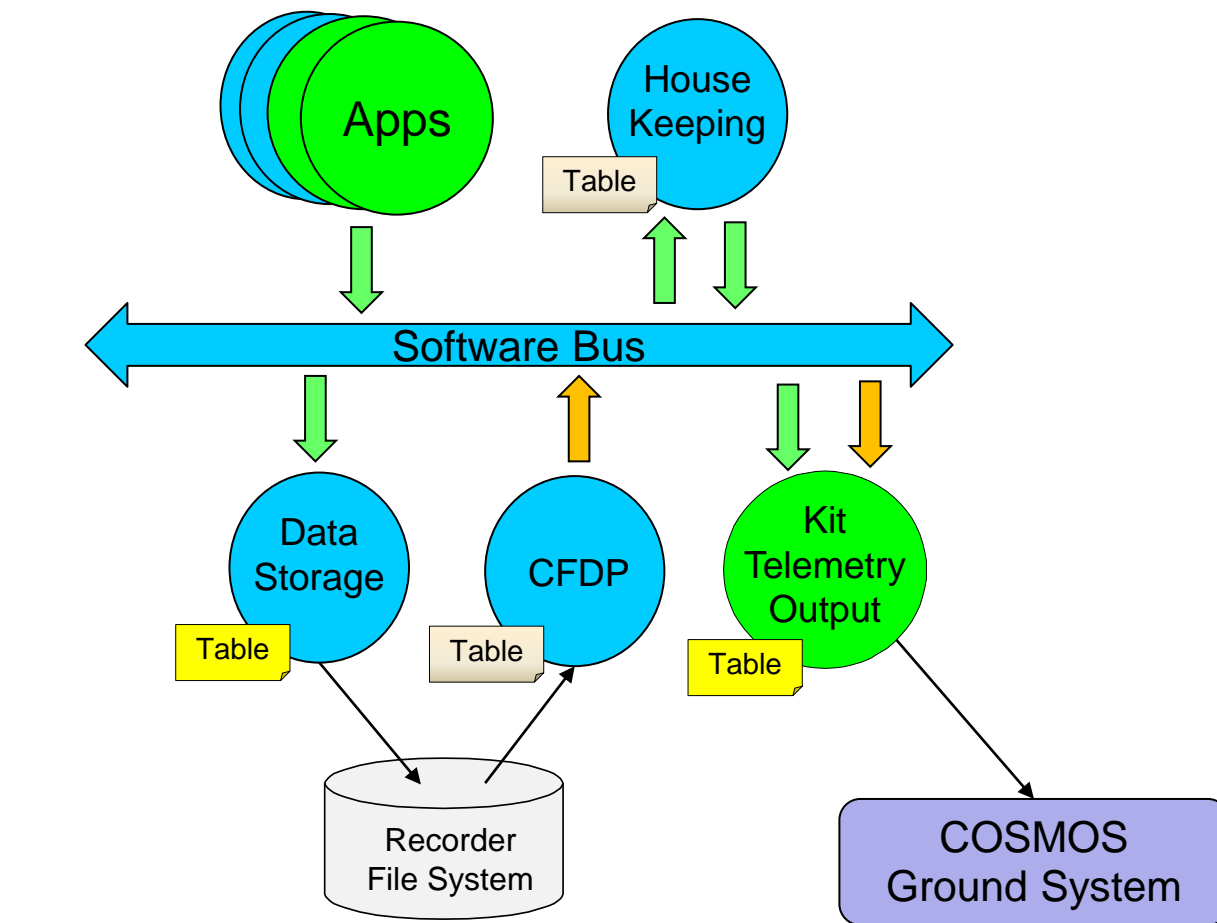 Apps
House
Keeping
Table
Software Bus
Data
Storage
Table
CFDP
Table
Kit
Telemetry
Output
Table
Recorder
File System
COSMOS
Ground System